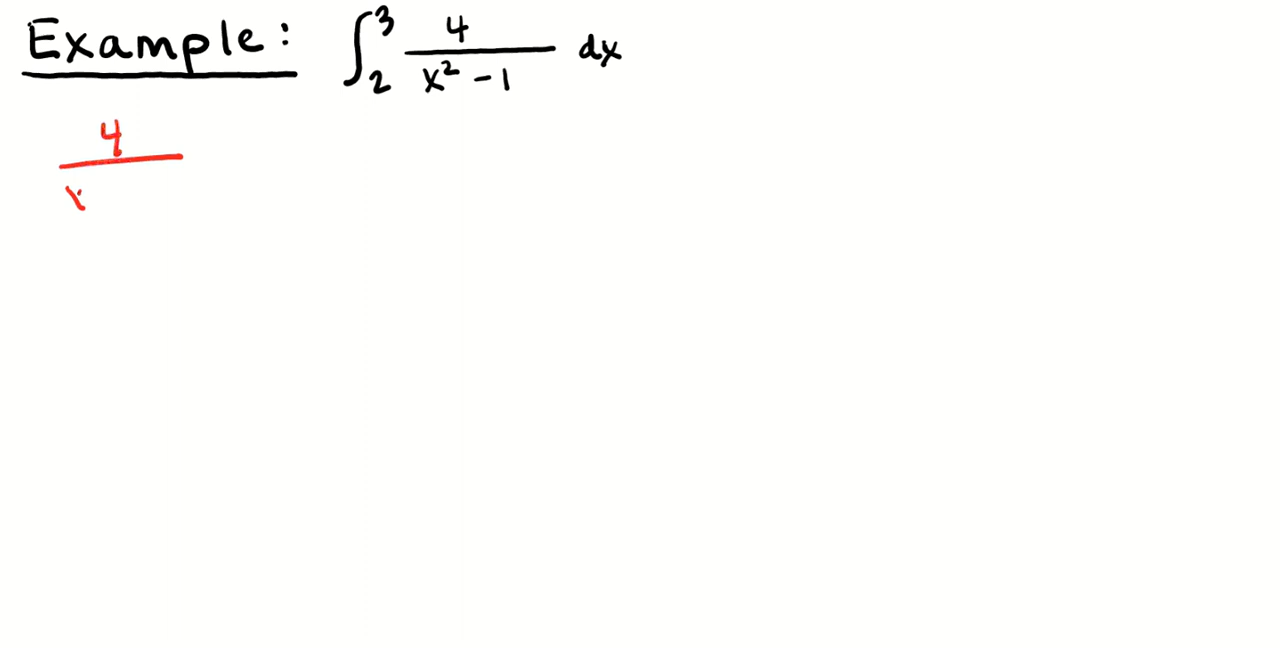 Example: ∫₂³ 4/(x² - 1) dx
4/x